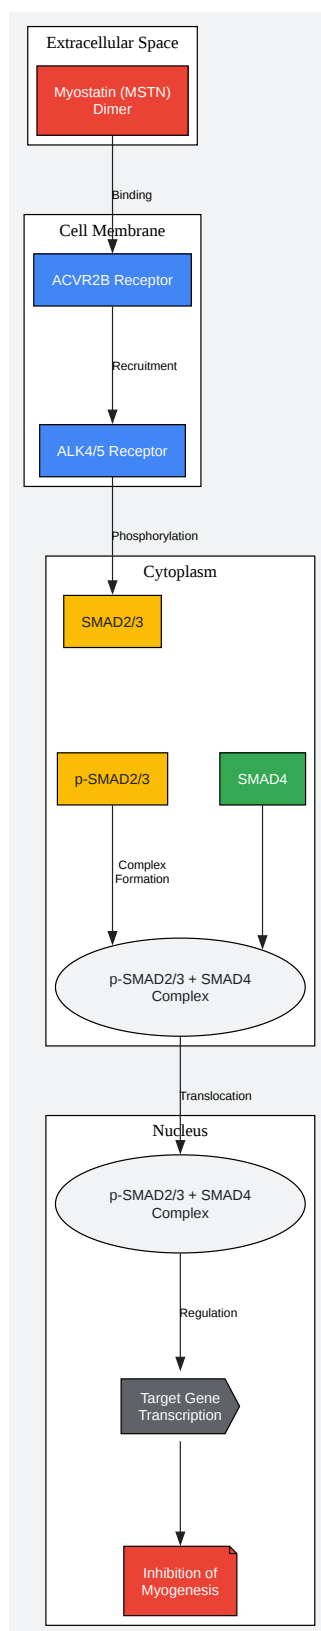 Extracellular Space
Myostatin (MSTN)
Dimer
Binding
Cell Membrane
ACVR2B Receptor
Recruitment
ALK4/5 Receptor
Phosphorylation
Cytoplasm
SMAD2/3
p-SMAD2/3
SMAD4
Complex
Formation
p-SMAD2/3 + SMAD4
Complex
Translocation
Nucleus
p-SMAD2/3 + SMAD4
Complex
Regulation
Target Gene
Transcription
Inhibition of
Myogenesis